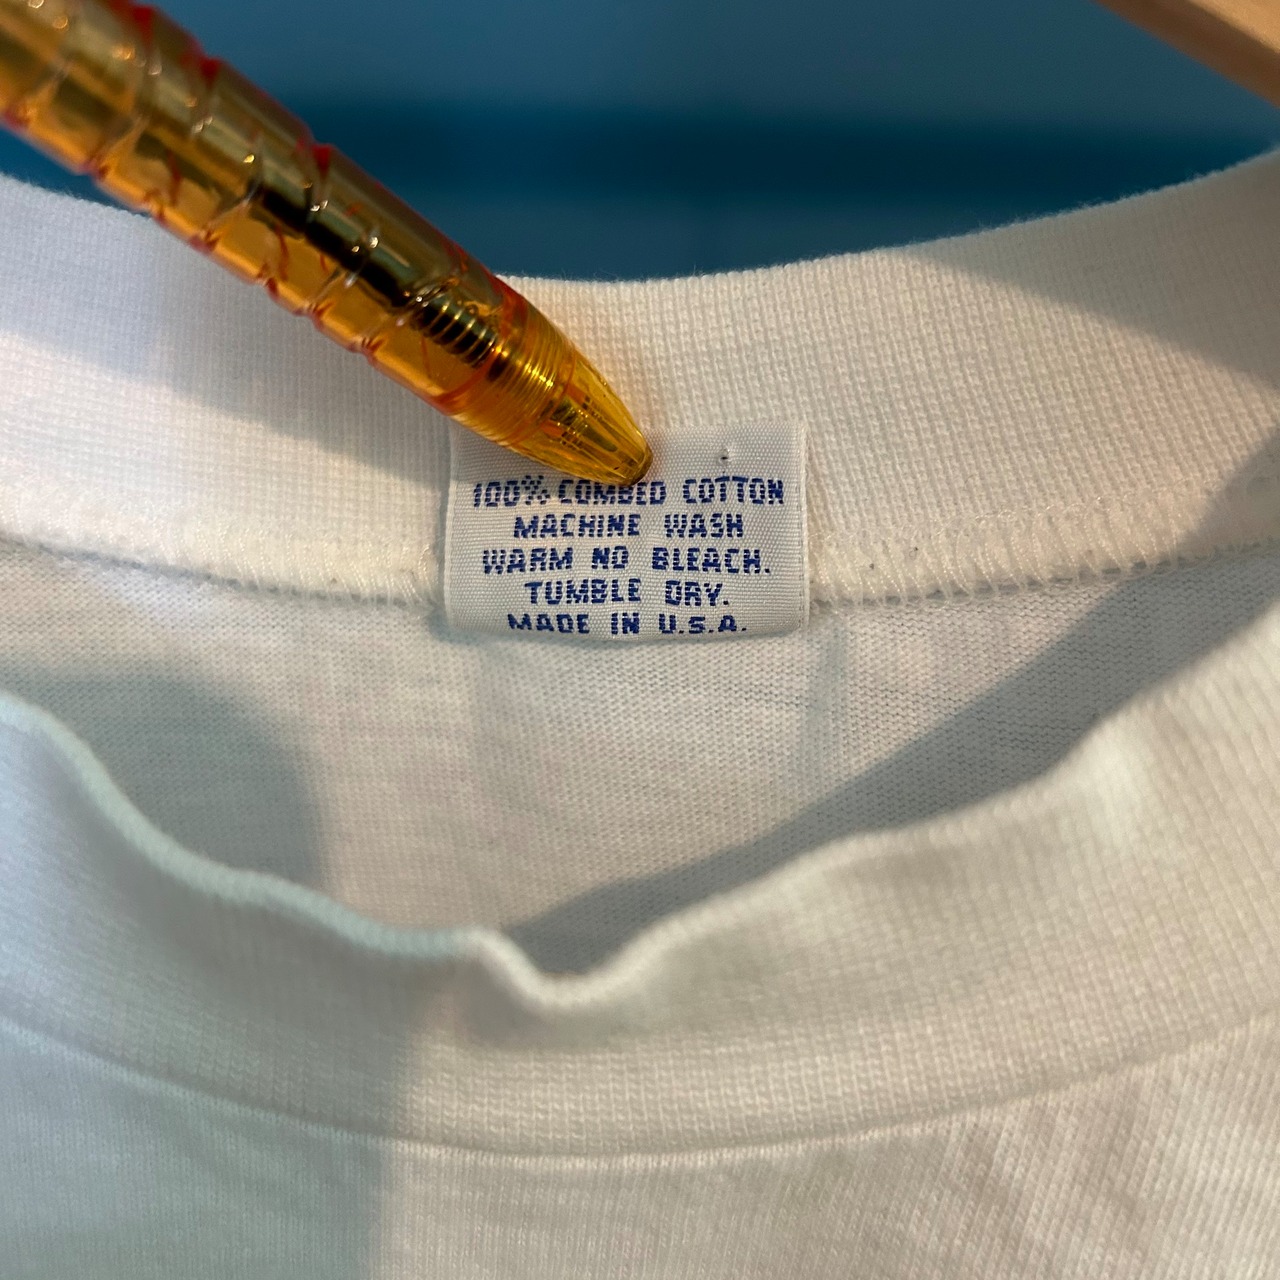 100% COMBED COTTON
MACHINE WASH
WARM NO BLEACH.
TUMBLE DRY.
MADE IN U.S.A.